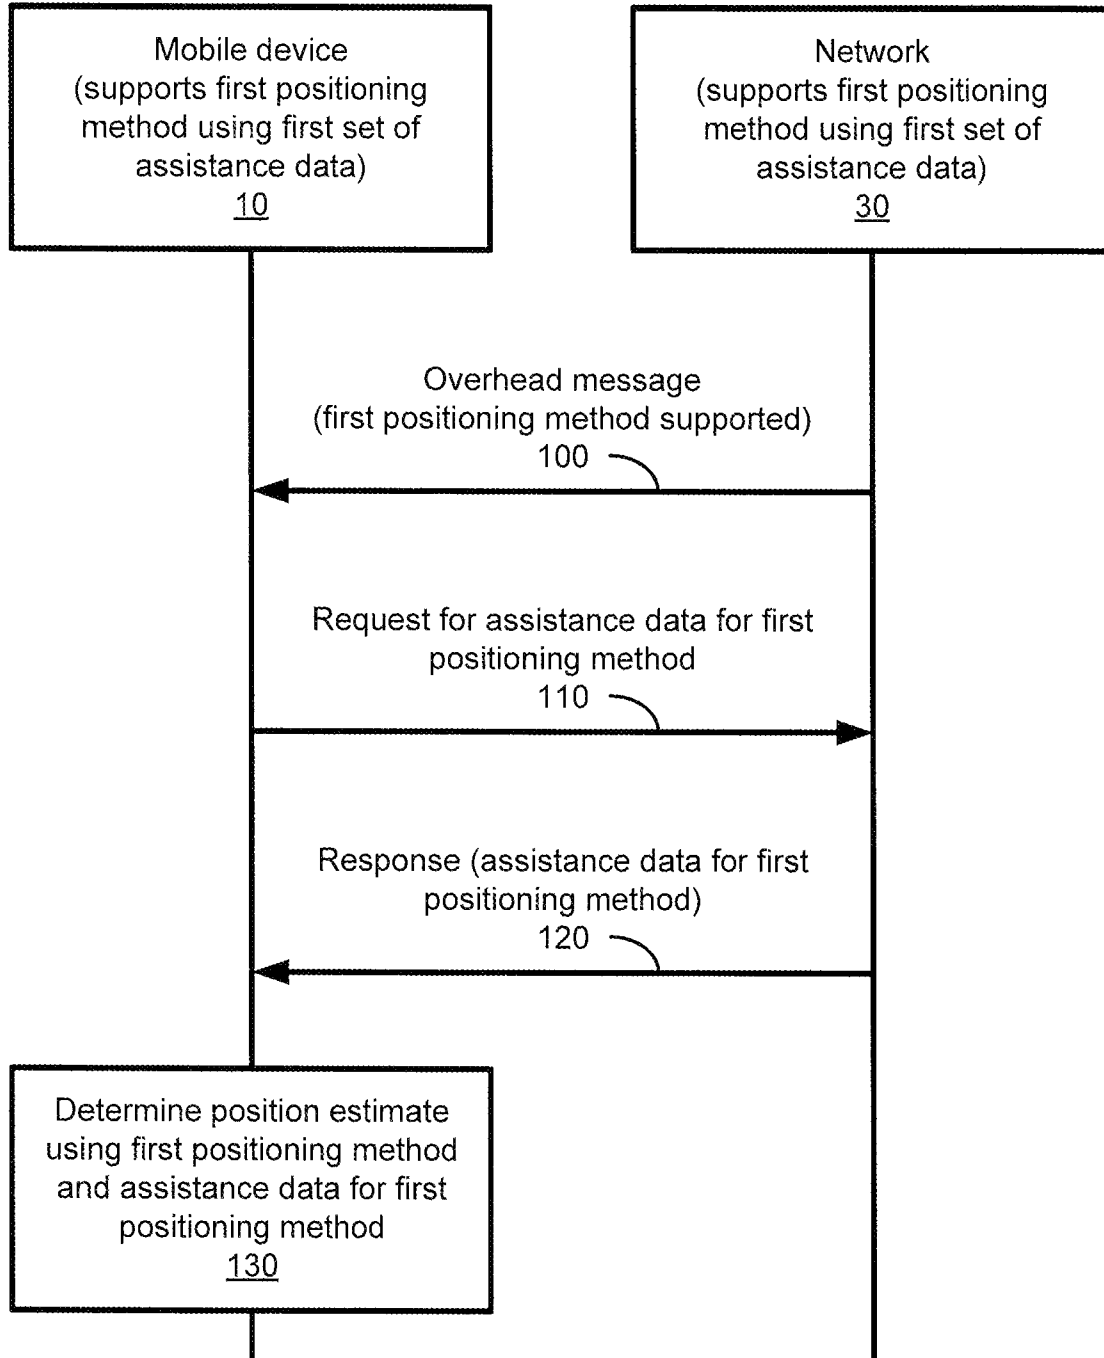 Mobile device
(supports first positioning
method using first set of
assistance data)
10
Network
(supports first positioning
method using first set of
assistance data)
30
Overhead message
(first positioning method supported)
100
Request for assistance data for first
positioning method
110
Response (assistance data for first
positioning method)
120
Determine position estimate
using first positioning method
and assistance data for first
positioning method
130